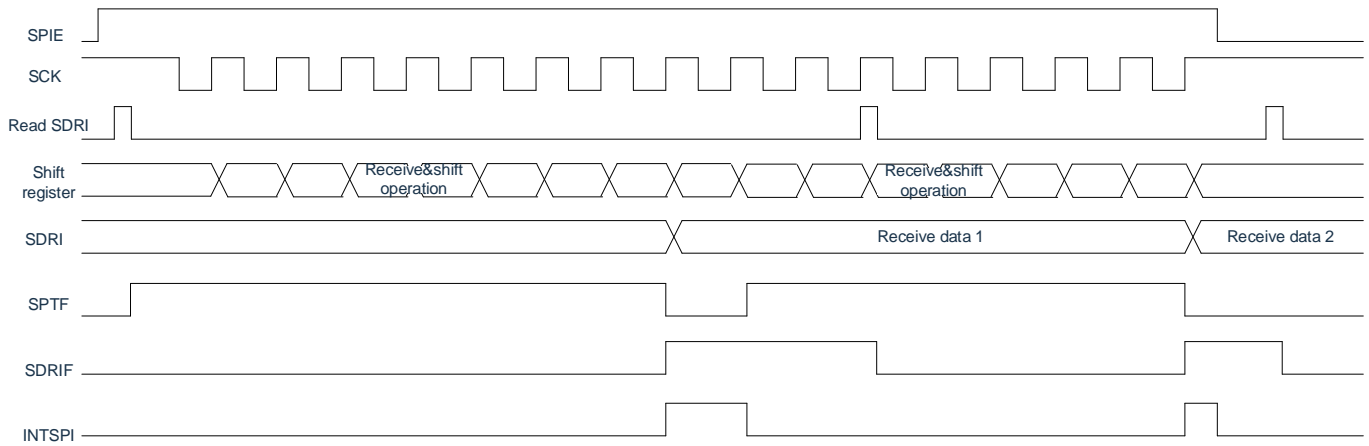 SPIE
SCK
Read SDRI
Shift
register
Receive&shift
operation
Receive&shift
operation
SDRI
Receive data 1
Receive data 2
SPTF
SDRIF
INTSPI